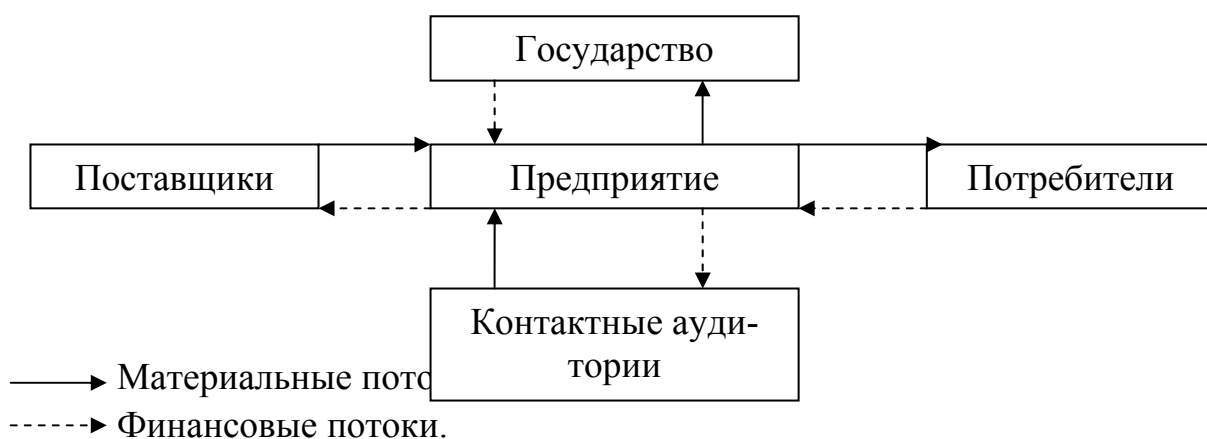 Государство
Поставщики
Предприятие
Потребители
Контактные ауди-
тории
Материальные пото
Финансовые потоки.